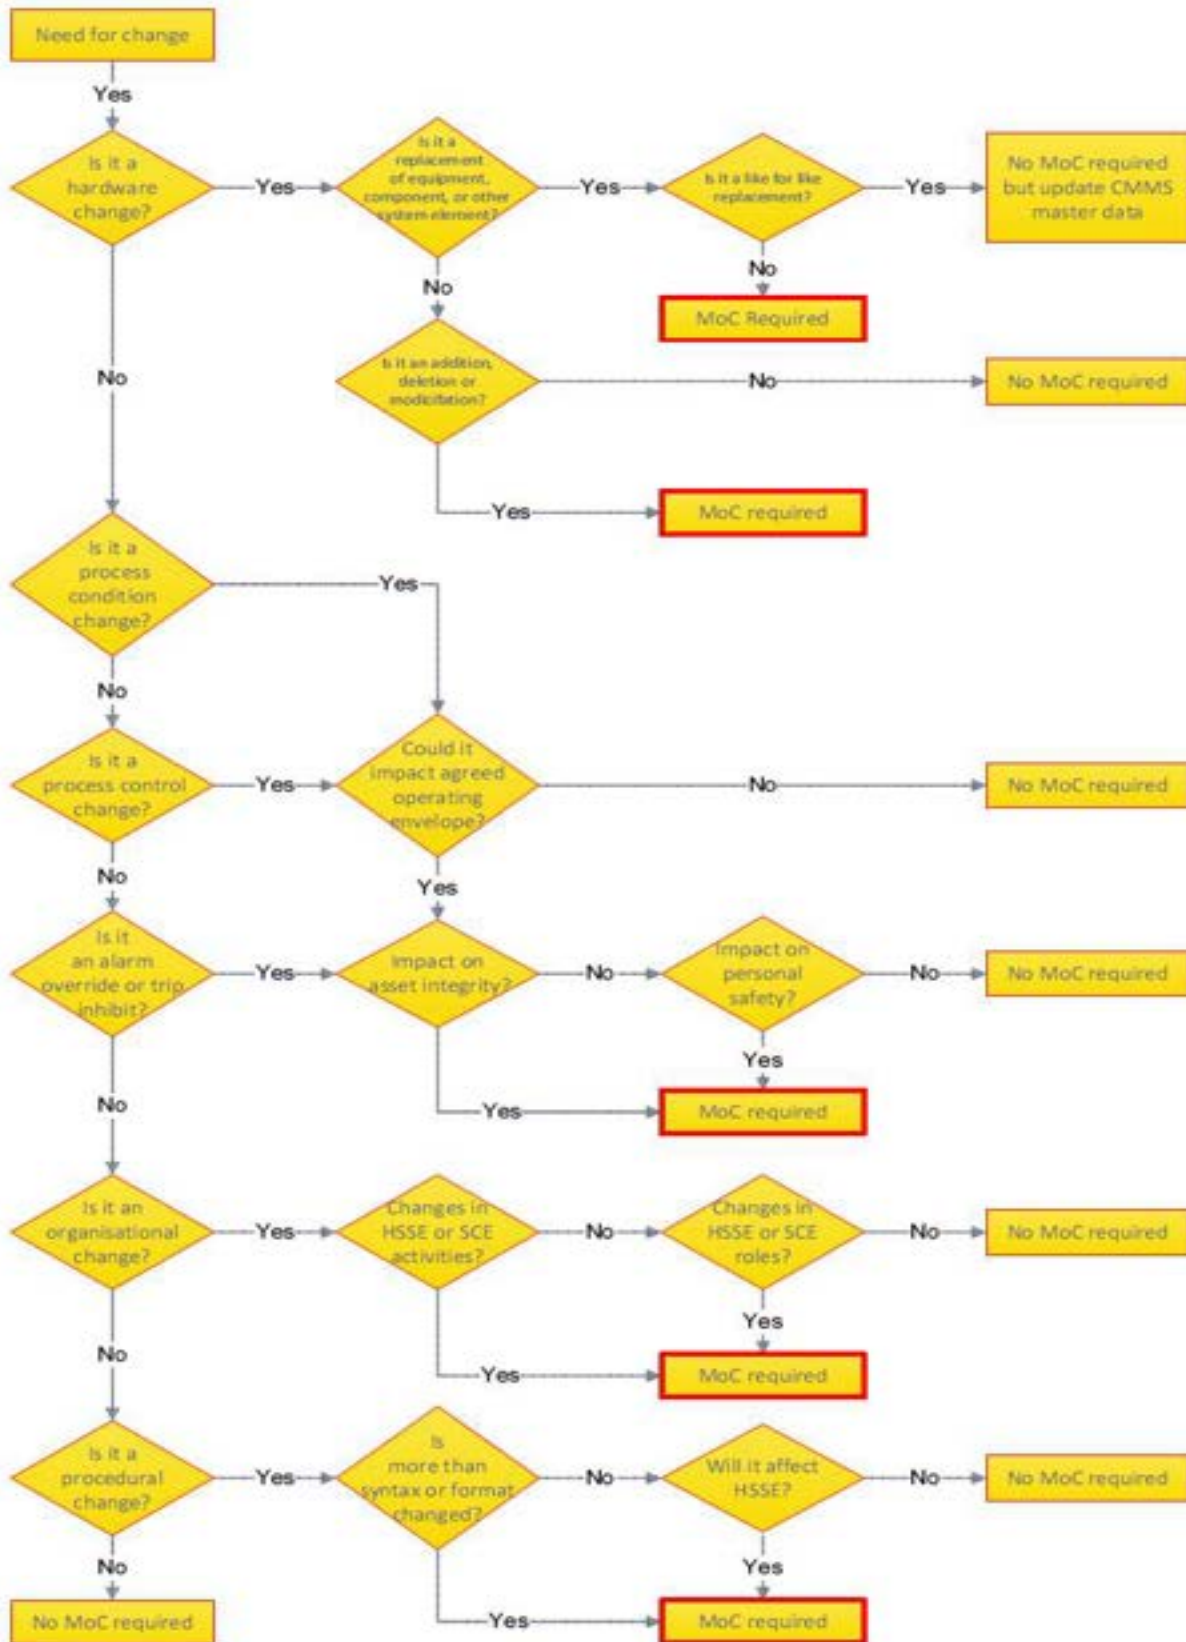 Need for change
Yes
Is it a
hardware
change?
Yes
Is it a
replacement
of equipment,
component, or other
system element?
Yes
Is it a like for like
replacement?
Yes
No MoC required
but update CMMS
master data
No
MoC Required
No
Is it an addition,
deletion or
modicifation?
No
No MoC required
Yes
MoC required
No
Is it a
process
condition
change?
Yes
No
Is it a
process control
change?
Yes
Could it
impact agreed
operating
envelope?
No
No MoC required
No
Yes
Is it
an alarm
override or trip
inhibit?
Yes
Impact on
asset integrity?
No
Impact on
personal
safety?
No
No MoC required
Yes
Yes
MoC required
No
Is it an
organisational
change?
Yes
Changes in
HSSE or SCE
activities?
No
Changes in
HSSE or SCE
roles?
No
No MoC required
Yes
Yes
MoC required
No
Is it a
procedural
change?
Yes
Is
more than
syntax or format
changed?
No
Will it affect
HSSE?
No
No MoC required
Yes
Yes
MoC required
No
No MoC required